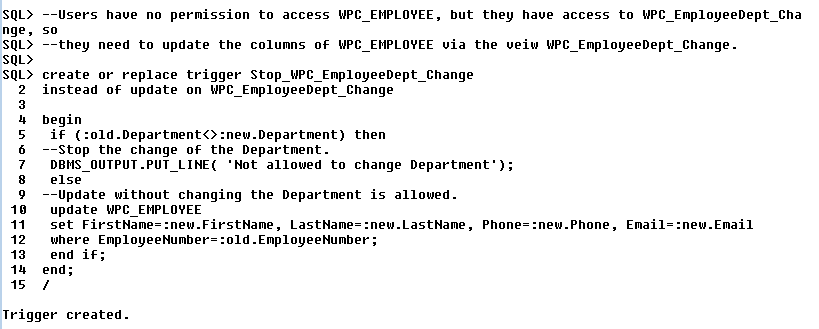 SQL> --Users have no permission to access WPC_EMPLOYEE, but they have access to WPC_EmployeeDept_Cha
nge, so
SQL> --they need to update the columns of WPC_EMPLOYEE via the veiw WPC_EmployeeDept_Change.
SQL>
SQL> create or replace trigger Stop_WPC_EmployeeDept_Change
  2  instead of update on WPC_EmployeeDept_Change
  3
  4  begin
  5   if (:old.Department<>:new.Department) then
  6  --Stop the change of the Department.
  7   DBMS_OUTPUT.PUT_LINE( 'Not allowed to change Department');
  8   else
  9  --Update without changing the Department is allowed.
 10   update WPC_EMPLOYEE
 11   set FirstName=:new.FirstName, LastName=:new.LastName, Phone=:new.Phone, Email=:new.Email
 12   where EmployeeNumber=:old.EmployeeNumber;
 13   end if;
 14  end;
 15  /
Trigger created.